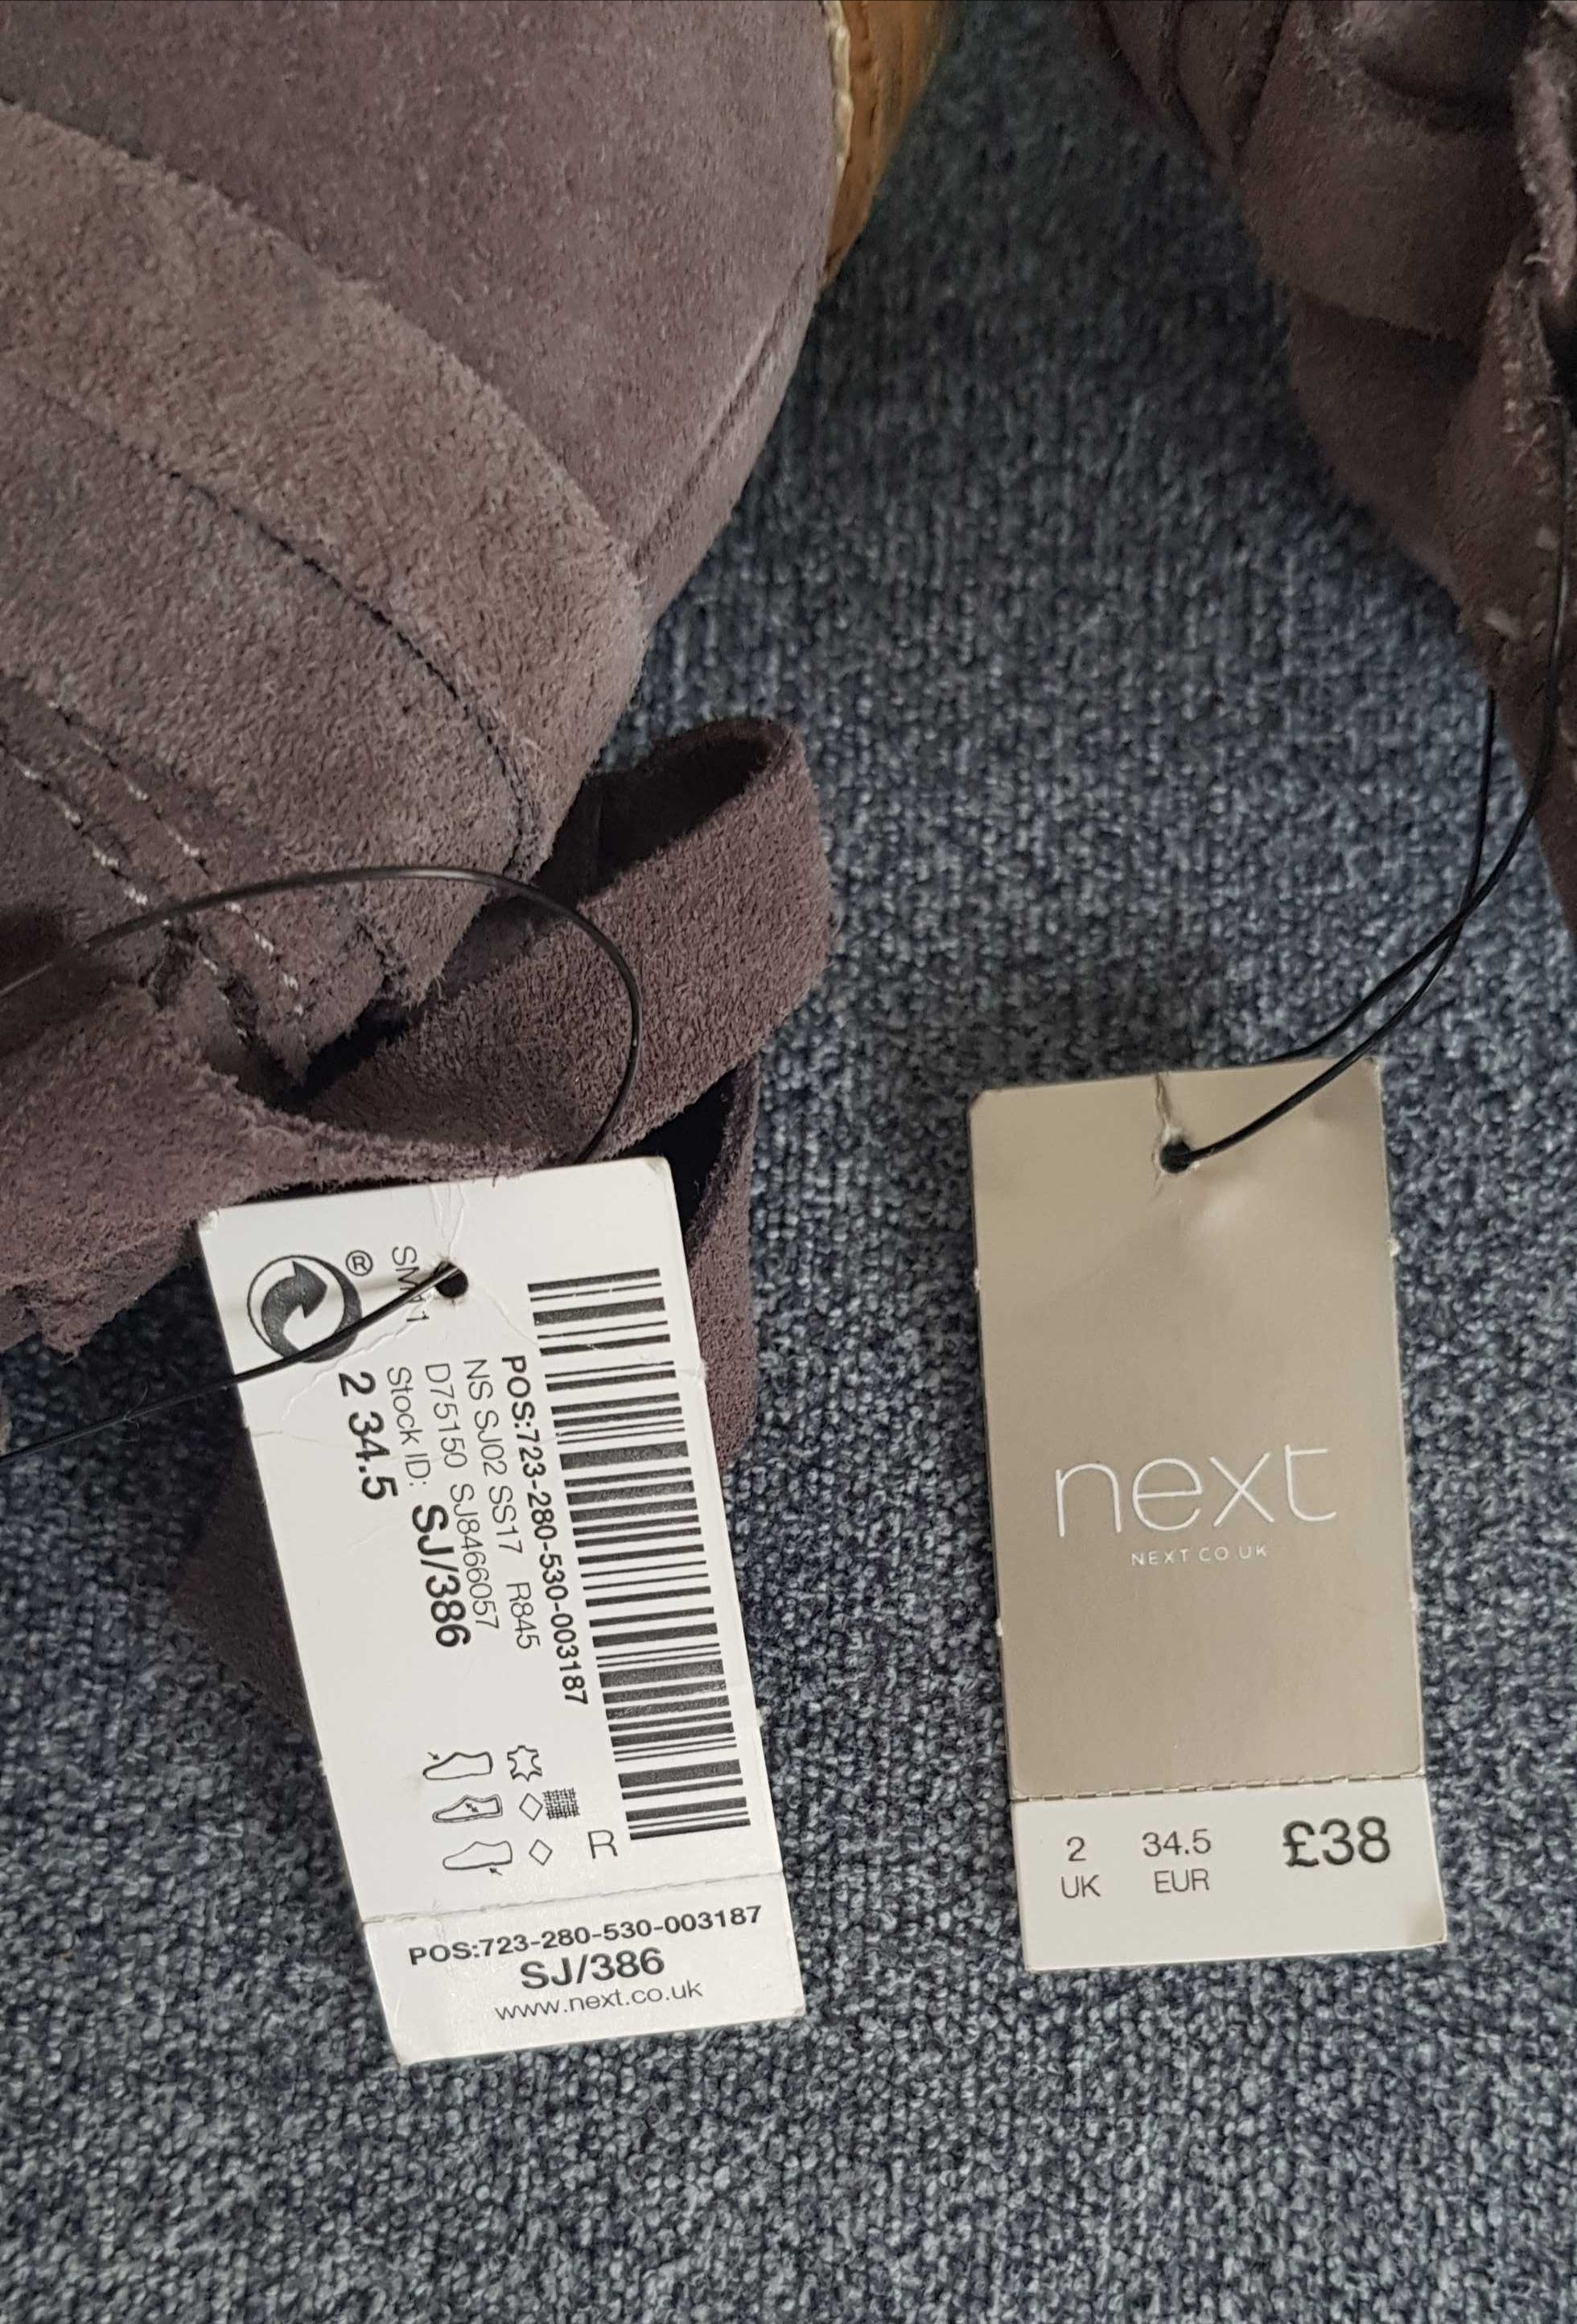 ®
SM
POS:723-280-530-003187
NS SJ02 SS17 R845
D75150 SJ8466057
Stock ID: SJ/386
2 34.5
R
POS:723-280-530-003187
SJ/386
www.next.co.uk
next
NEXT.CO.UK
2 34.5 £38
UK EUR